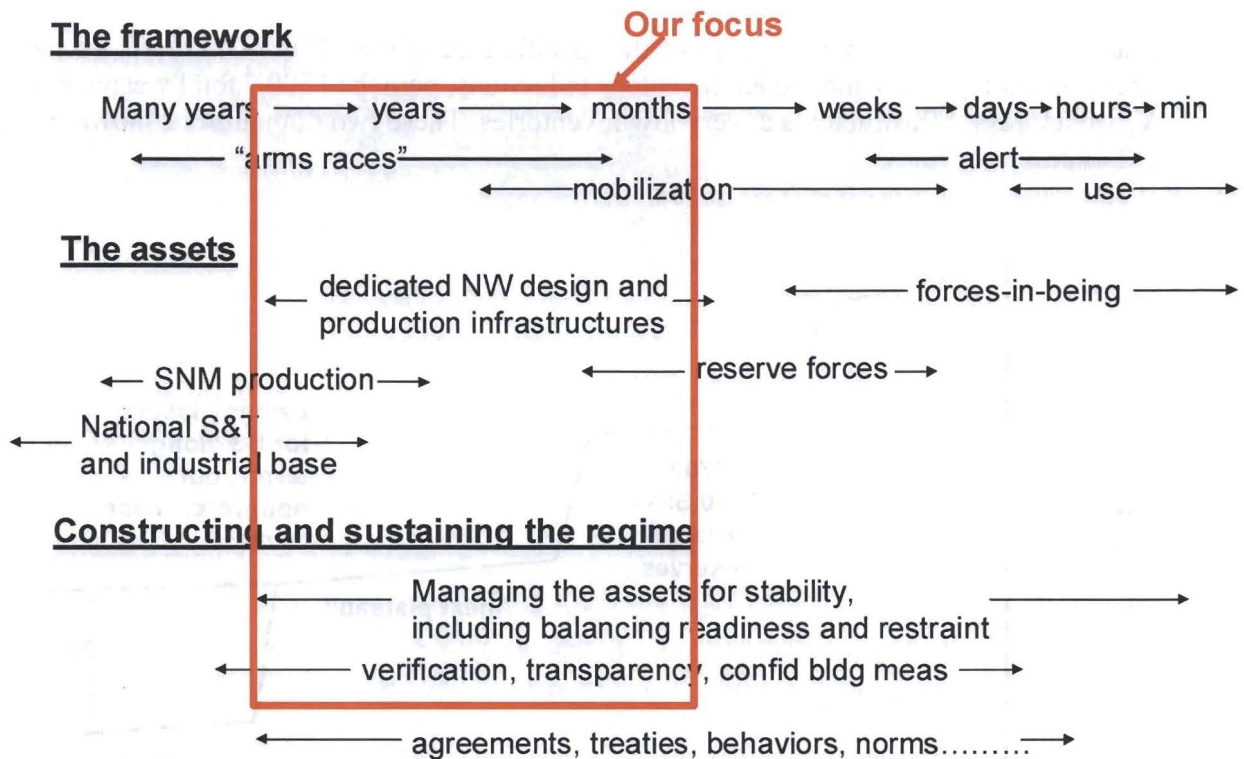 Our focus
The framework
Many years years months weeks days hours min
“arms races” alert
mobilization use
The assets
dedicated NW design and forces-in-being
production infrastructures
SNM production reserve forces
National S&T
and industrial base
Constructing and sustaining the regime
Managing the assets for stability,
including balancing readiness and restraint
verification, transparency, confid bldg meas
agreements, treaties, behaviors, norms.........